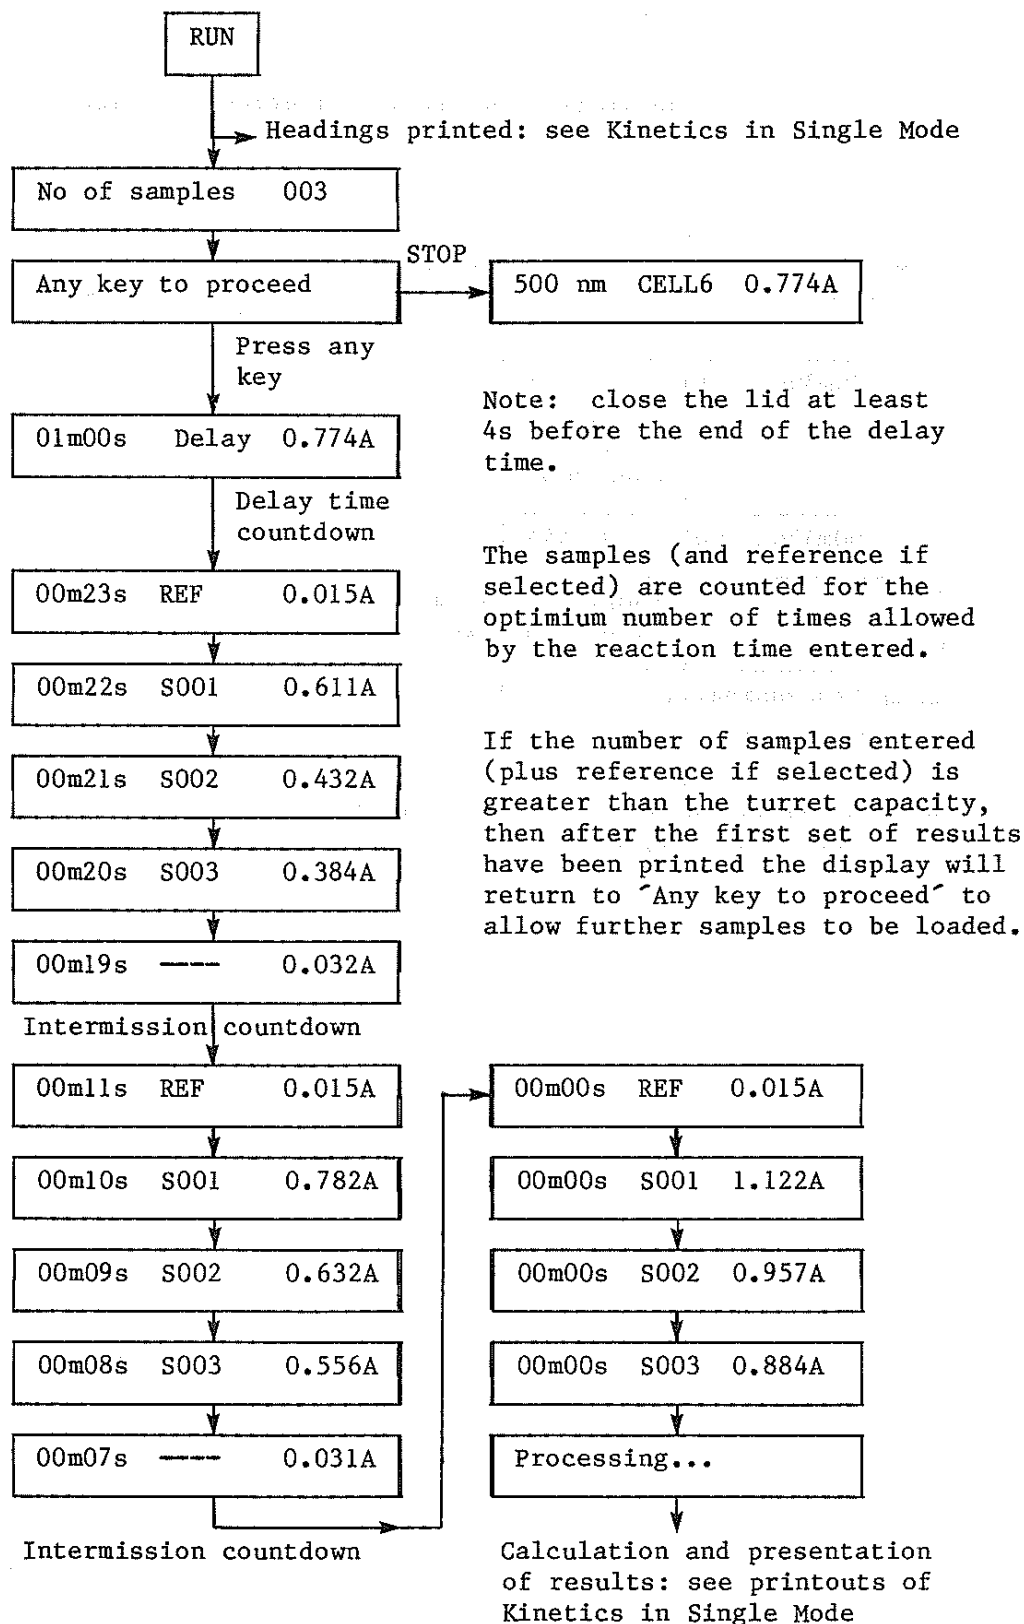 RUN
Headings printed: see Kinetics in Single Mode
No of samples 003
Any key to proceed
STOP
500 nm CELL6 0.774A
Press any
key
01m00s Delay 0.774A
Note: close the lid at least
4s before the end of the delay
time.
Delay time
countdown
The samples (and reference if
selected) are counted for the
optimium number of times allowed
by the reaction time entered.
00m23s REF 0.015A
00m22s S001 0.611A
00m21s S002 0.432A
00m20s S003 0.384A
00m19s ---- 0.032A
If the number of samples entered
(plus reference if selected) is
greater than the turret capacity,
then after the first set of results
have been printed the display will
return to ´Any key to proceed´ to
allow further samples to be loaded.
Intermission countdown
00m11s REF 0.015A
00m10s S001 0.782A
00m09s S002 0.632A
00m08s S003 0.556A
00m07s ---- 0.031A
Intermission countdown
00m00s REF 0.015A
00m00s S001 1.122A
00m00s S002 0.957A
00m00s S003 0.884A
Processing...
Calculation and presentation
of results: see printouts of
Kinetics in Single Mode